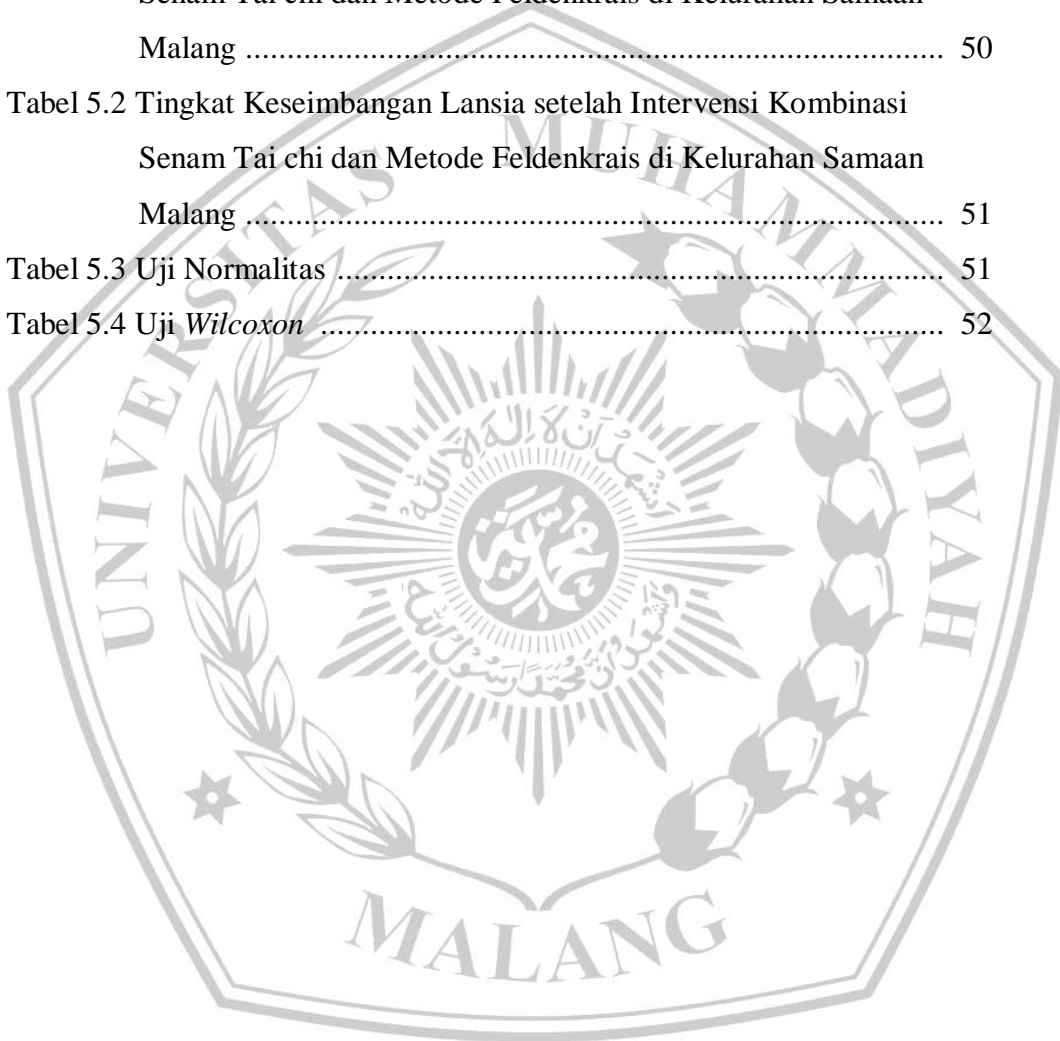 Senam Tai chi dan Metode Feldenkrais di Kelurahan Samaan
Malang ........................................................................................ 50
Tabel 5.2 Tingkat Keseimbangan Lansia setelah Intervensi Kombinasi
Senam Tai chi dan Metode Feldenkrais di Kelurahan Samaan
Malang ........................................................................................ 51
Tabel 5.3 Uji Normalitas ............................................................................. 51
Tabel 5.4 Uji Wilcoxon ............................................................................... 52
UNIVERSITAS MUHAMMADIYAH
MALANG